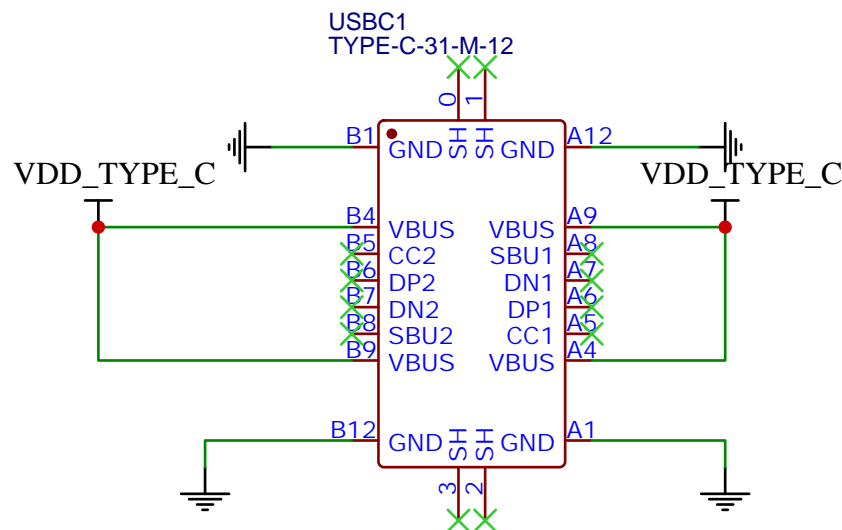 USBC1
TYPE-C-31-M-12
0 1
B1 GND SH SH GND A12
VDD_TYPE_C VDD_TYPE_C
B4 VBUS VBUS A9
B5 CC2 SBU1 A8
B6 DP2 DN1 A7
B7 DN2 DP1 A6
B8 SBU2 CC1 A5
B9 VBUS VBUS A4
B12 GND SH SH GND A1
3 2